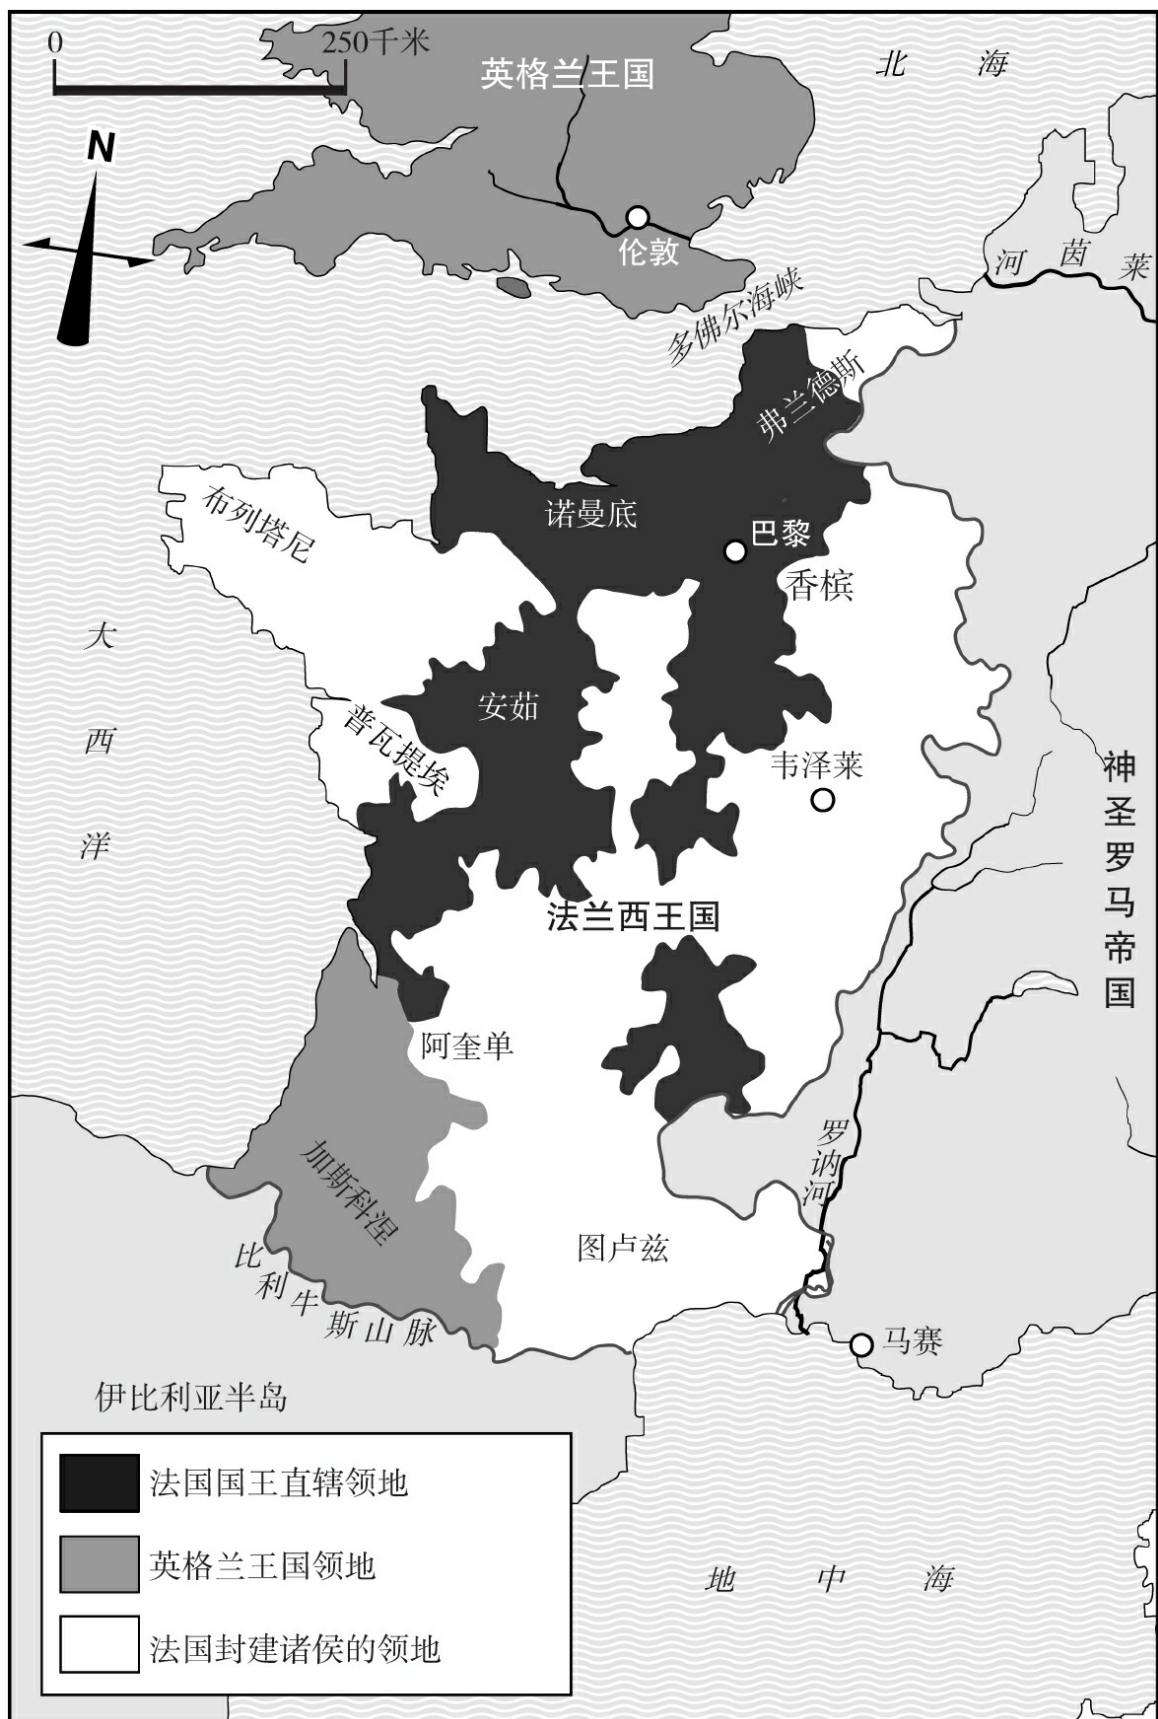 0
250千米
英格兰王国
北海
N
伦敦
河茵莱
多佛尔海峡
弗兰德斯
布列塔尼
诺曼底
巴黎
香槟
大西洋
安茹
普瓦提埃
韦泽莱
神圣罗马帝国
法兰西王国
阿奎单
罗讷河
加斯科涅
图卢兹
比利牛斯山脉
马赛
伊比利亚半岛
法国国王直辖领地
英格兰王国领地
法国封建诸侯的领地
地中海